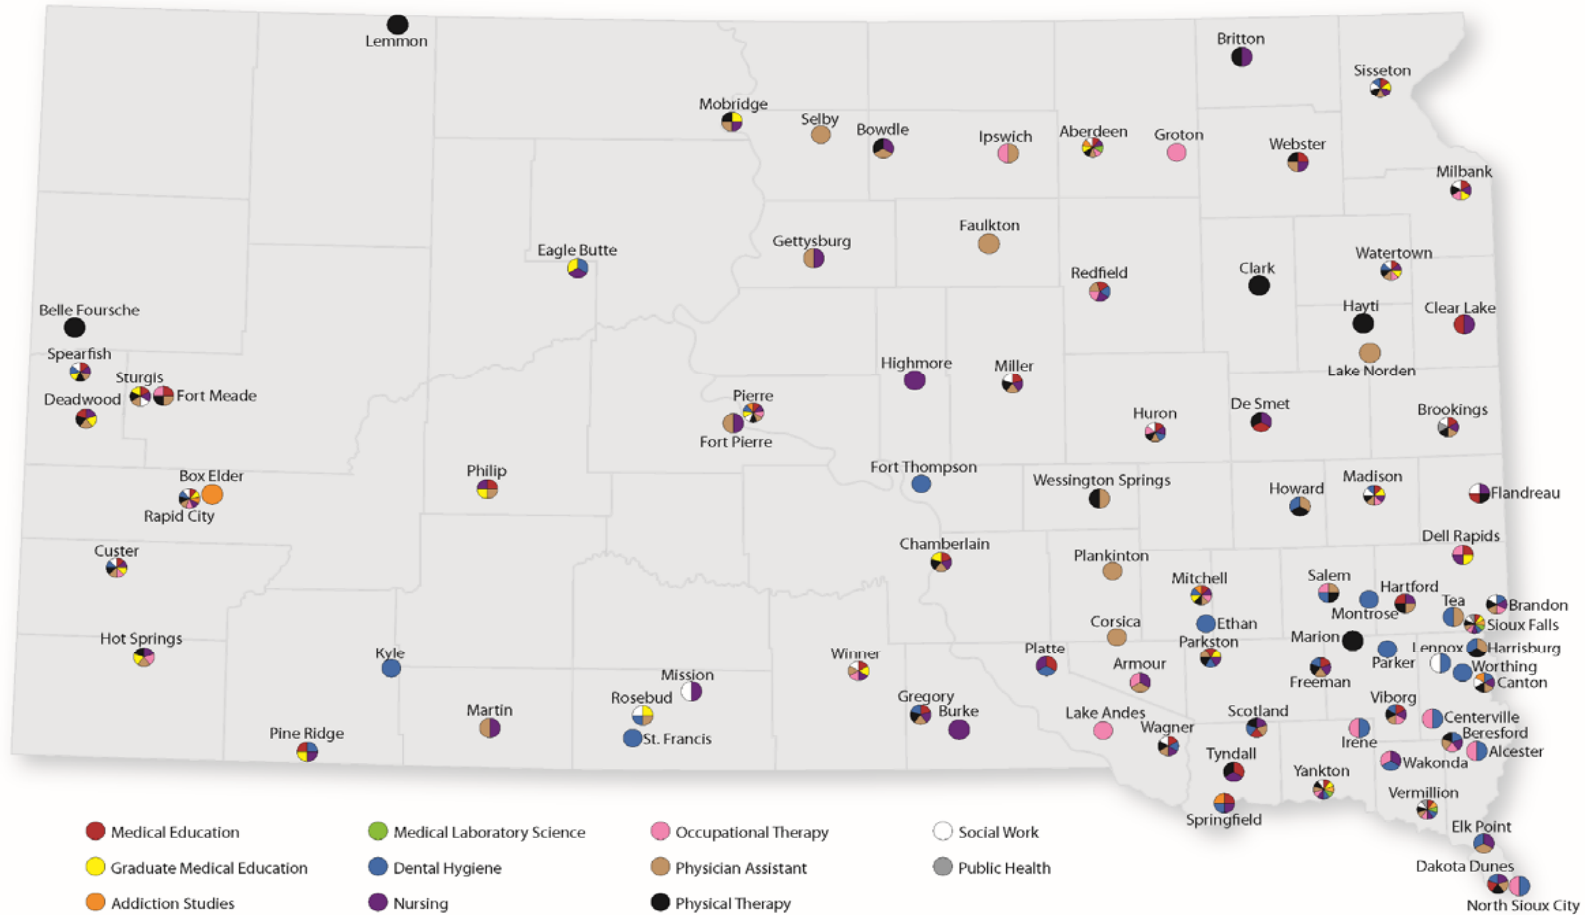 Lemmon
Britton
Sisseton
Mobridge
Selby
Bowdle
Ipswich
Aberdeen
Groton
Webster
Milbank
Eagle Butte
Gettysburg
Faulkton
Redfield
Clark
Watertown
Hayti
Clear Lake
Lake Norden
Belle Foursche
Spearfish
Sturgis
Deadwood
Fort Meade
Highmore
Miller
Pierre
Fort Pierre
Huron
De Smet
Brookings
Box Elder
Rapid City
Philip
Fort Thompson
Wessington Springs
Howard
Madison
Flandreau
Custer
Chamberlain
Plankinton
Mitchell
Salem
Dell Rapids
Hartford
Montrose
Tea
Brandon
Sioux Falls
Hot Springs
Kyle
Corsica
Ethan
Marion
Lennox
Harrisburg
Parker
Worthing
Canton
Winner
Platte
Parkston
Armour
Freeman
Mission
Rosebud
St. Francis
Martin
Pine Ridge
Gregory
Burke
Lake Andes
Wagner
Scotland
Viborg
Centerville
Irene
Beresford
Alcester
Wakonda
Tyndall
Yankton
Vermillion
Springfield
Elk Point
Dakota Dunes
North Sioux City
Medical Education
Graduate Medical Education
Addiction Studies
Medical Laboratory Science
Dental Hygiene
Nursing
Occupational Therapy
Physician Assistant
Physical Therapy
Social Work
Public Health